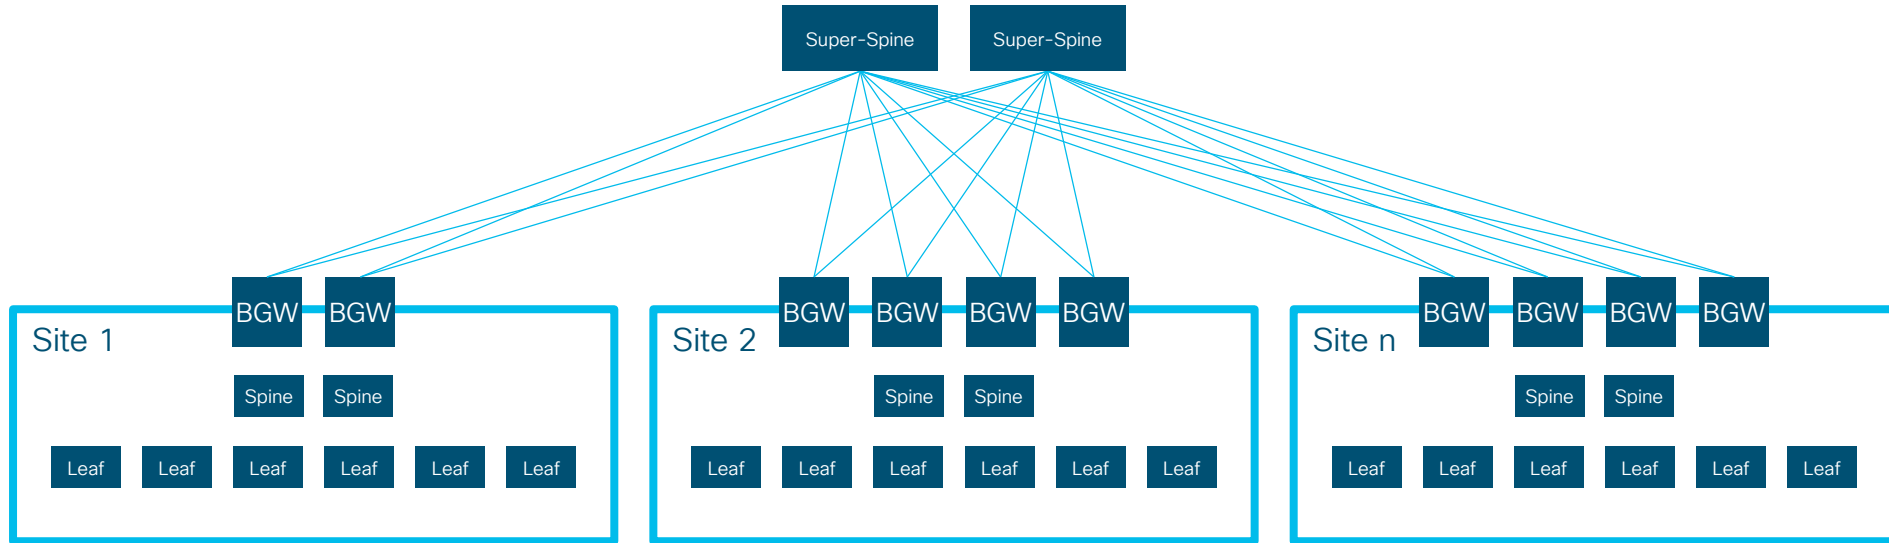 Super-Spine Super-Spine
BGW BGW BGW BGW BGW BGW BGW BGW BGW BGW
Site 1 Site 2 Site n
Spine Spine Spine Spine Spine Spine
Leaf Leaf Leaf Leaf Leaf Leaf Leaf Leaf Leaf Leaf Leaf Leaf Leaf Leaf Leaf Leaf Leaf Leaf